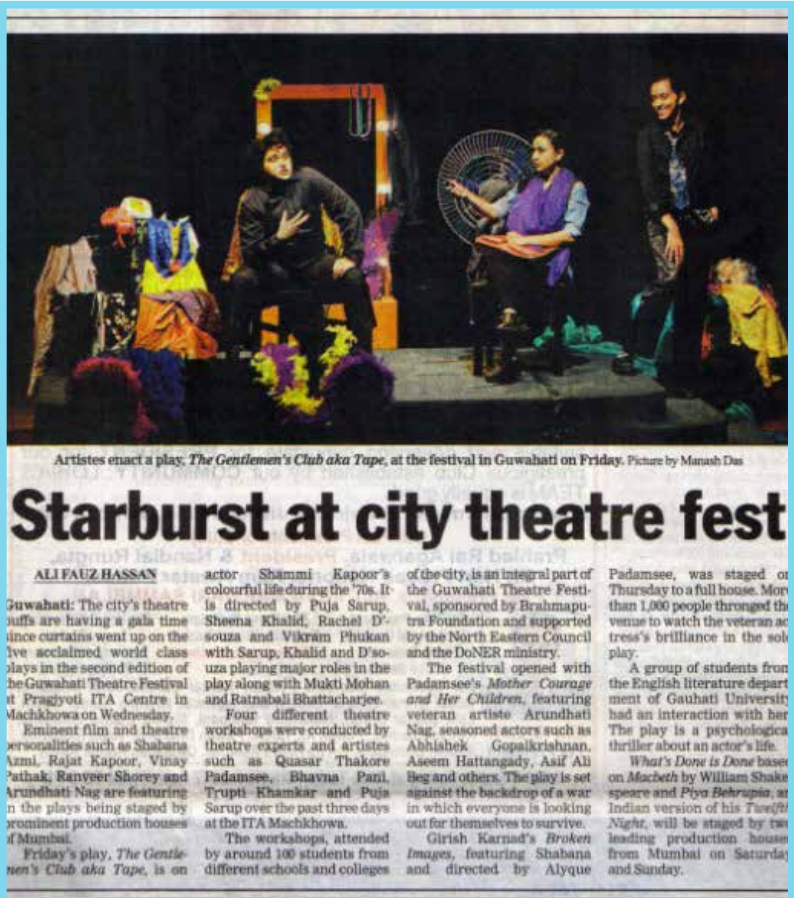 Artistes enact a play, The Gentlemen's Club aka Tape, at the festival in Guwahati on Friday. Picture by Manash Das
Starburst at city theatre fest
ALI FAUZ HASSAN
Guwahati: The city's theatre
buffs are having a gala time
since curtains went up on the
five acclaimed world class
plays in the second edition of
the Guwahati Theatre Festival
at Pragjyoti ITA Centre in
Machkhowa on Wednesday.
Eminent film and theatre
personalities such as Shabana
Azmi, Rajat Kapoor, Vinay
Pathak, Ranveer Shorey and
Arundhati Nag are featuring
in the plays being staged by
prominent production houses
of Mumbai.
Friday's play, The Gentle-
men's Club aka Tape, is on
actor Shammi Kapoor's
colourful life during the '70s. It
is directed by Puja Sarup,
Sheena Khalid, Rachel D'-
souza and Vikram Phukan
with Sarup, Khalid and D'so-
uza playing major roles in the
play along with Mukti Mohan
and Ratnabali Bhattacharjee.
Four different theatre
workshops were conducted by
theatre experts and artistes
such as Quasar Thakore
Padamsee, Bhavna Pani,
Trupti Khamkar and Puja
Sarup over the past three days
at the ITA Machkhowa.
The workshops, attended
by around 100 students from
different schools and colleges
of the city, is an integral part of
the Guwahati Theatre Festi-
val, sponsored by Brahmapu-
tra Foundation and supported
by the North Eastern Council
and the DoNER ministry.
The festival opened with
Padamsee's Mother Courage
and Her Children, featuring
veteran artiste Arundhati
Nag, seasoned actors such as
Abhishek Gopalkrishnan,
Aseem Hattangady, Asif Ali
Beg and others. The play is set
against the backdrop of a war
in which everyone is looking
out for themselves to survive.
Girish Karnad's Broken
Images, featuring Shabana
and directed by Alyque
Padamsee, was staged on
Thursday to a full house. More
than 1,000 people thronged the
venue to watch the veteran ac-
tress's brilliance in the solo
play.
A group of students from
the English literature depart-
ment of Gauhati University
had an interaction with her.
The play is a psychological
thriller about an actor's life.
What's Done is Done based
on Macbeth by William Shake-
speare and Piya Behrupia, an
Indian version of his Twelfth
Night, will be staged by two
leading production houses
from Mumbai on Saturday
and Sunday.